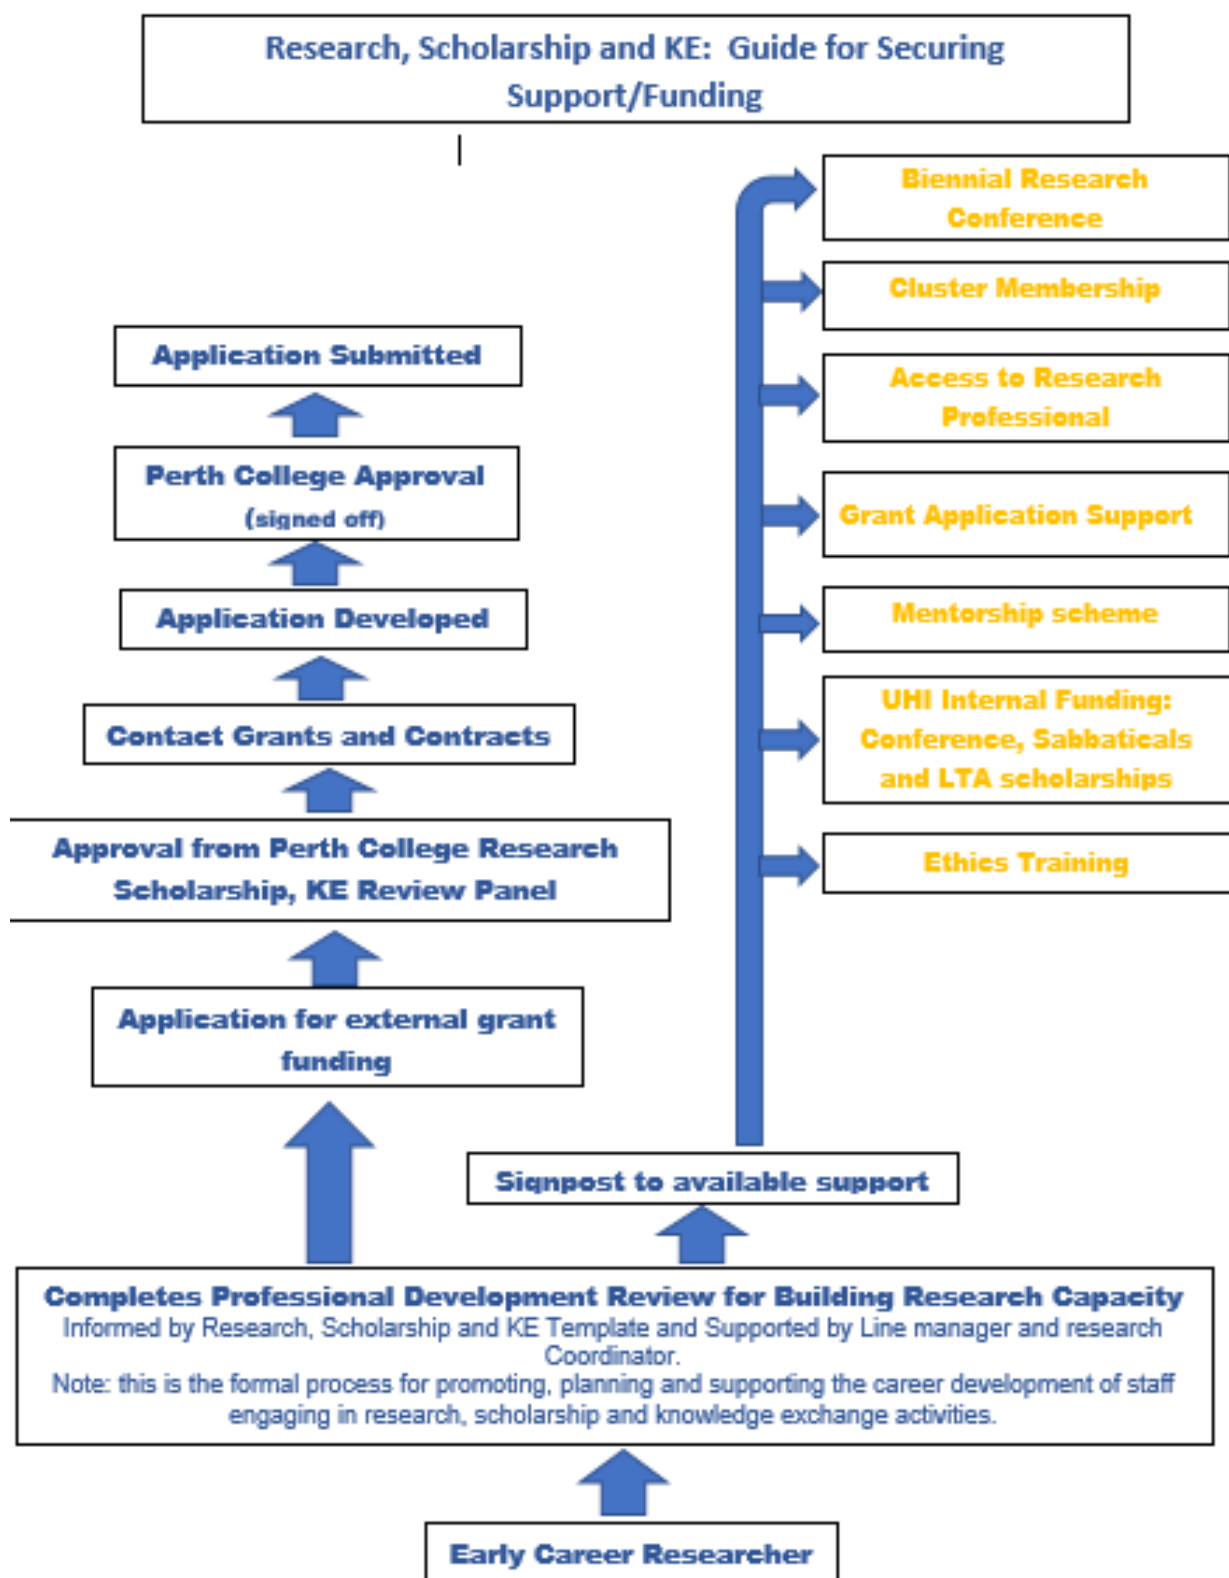 Research, Scholarship and KE: Guide for Securing
Support/Funding
Biennial Research
Conference
Cluster Membership
Access to Research
Professional
Grant Application Support
Mentorship scheme
UHI Internal Funding:
Conference, Sabbaticals
and LTA scholarships
Ethics Training
Application Submitted
Perth College Approval
(signed off)
Application Developed
Contact Grants and Contracts
Approval from Perth College Research
Scholarship, KE Review Panel
Application for external grant
funding
Signpost to available support
Completes Professional Development Review for Building Research Capacity
Informed by Research, Scholarship and KE Template and Supported by Line manager and research
Coordinator.
Note: this is the formal process for promoting, planning and supporting the career development of staff
engaging in research, scholarship and knowledge exchange activities.
Early Career Researcher